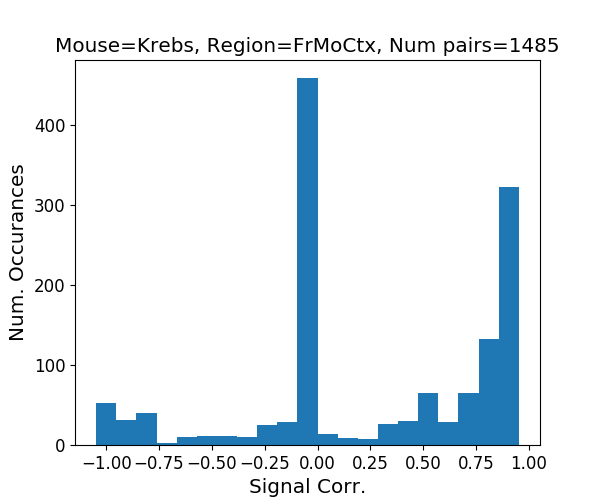 Mouse=Krebs, Region=FrMoCtx, Num pairs=1485
400
300
200
100
0
Num. Occurances
−1.00 −0.75 −0.50 −0.25 0.00 0.25 0.50 0.75 1.00
Signal Corr.